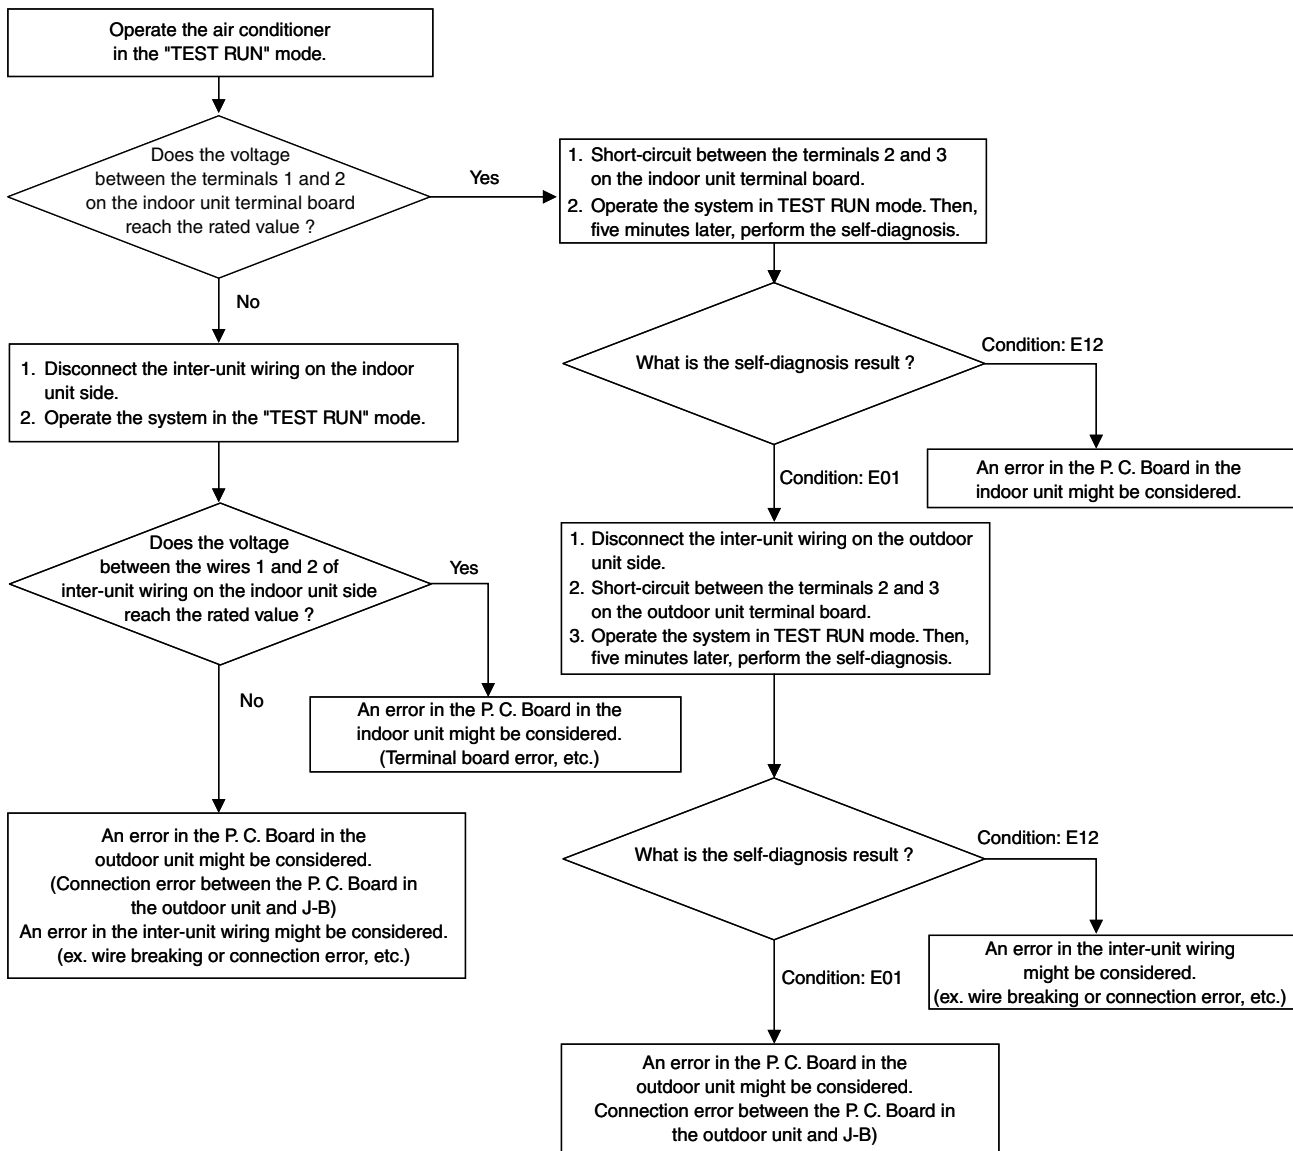 Operate the air conditioner
in the "TEST RUN" mode.
Does the voltage
between the terminals 1 and 2
on the indoor unit terminal board
reach the rated value ?
Yes
No
1. Short-circuit between the terminals 2 and 3
on the indoor unit terminal board.
2. Operate the system in TEST RUN mode. Then,
five minutes later, perform the self-diagnosis.
What is the self-diagnosis result ?
Condition: E12
An error in the P. C. Board in the
indoor unit might be considered.
Condition: E01
1. Disconnect the inter-unit wiring on the indoor
unit side.
2. Operate the system in the "TEST RUN" mode.
Does the voltage
between the wires 1 and 2 of
inter-unit wiring on the indoor unit side
reach the rated value ?
Yes
No
An error in the P. C. Board in the
indoor unit might be considered.
(Terminal board error, etc.)
An error in the P. C. Board in the
outdoor unit might be considered.
(Connection error between the P. C. Board in
the outdoor unit and J-B)
An error in the inter-unit wiring might be considered.
(ex. wire breaking or connection error, etc.)
1. Disconnect the inter-unit wiring on the outdoor
unit side.
2. Short-circuit between the terminals 2 and 3
on the outdoor unit terminal board.
3. Operate the system in TEST RUN mode. Then,
five minutes later, perform the self-diagnosis.
What is the self-diagnosis result ?
Condition: E12
An error in the inter-unit wiring
might be considered.
(ex. wire breaking or connection error, etc.)
Condition: E01
An error in the P. C. Board in the
outdoor unit might be considered.
Connection error between the P. C. Board in
the outdoor unit and J-B)